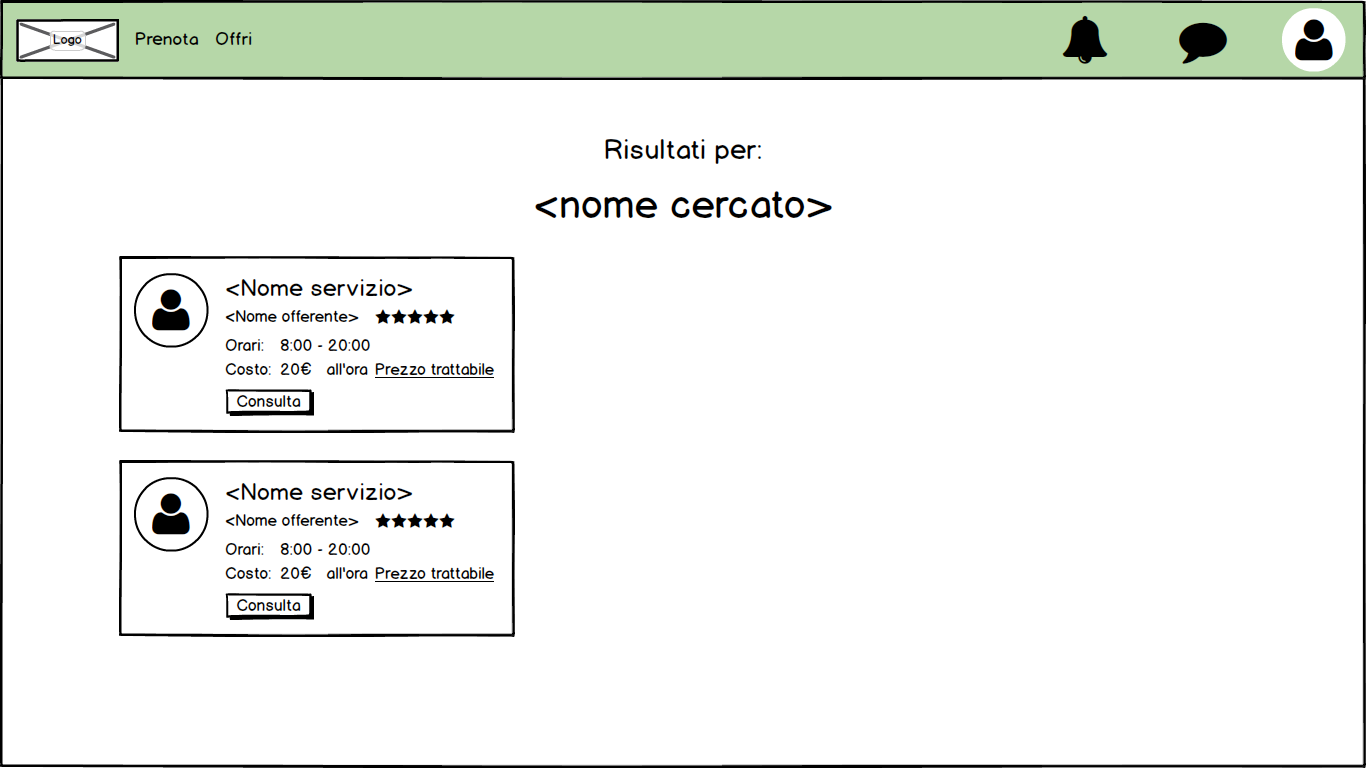 Logo Prenota Offri
Risultati per:
<nome cercato>
<Nome servizio>
<Nome offerente>
Orari: 8:00 - 20:00
Costo: 20€ all'ora Prezzo trattabile
Consulta
<Nome servizio>
<Nome offerente>
Orari: 8:00 - 20:00
Costo: 20€ all'ora Prezzo trattabile
Consulta